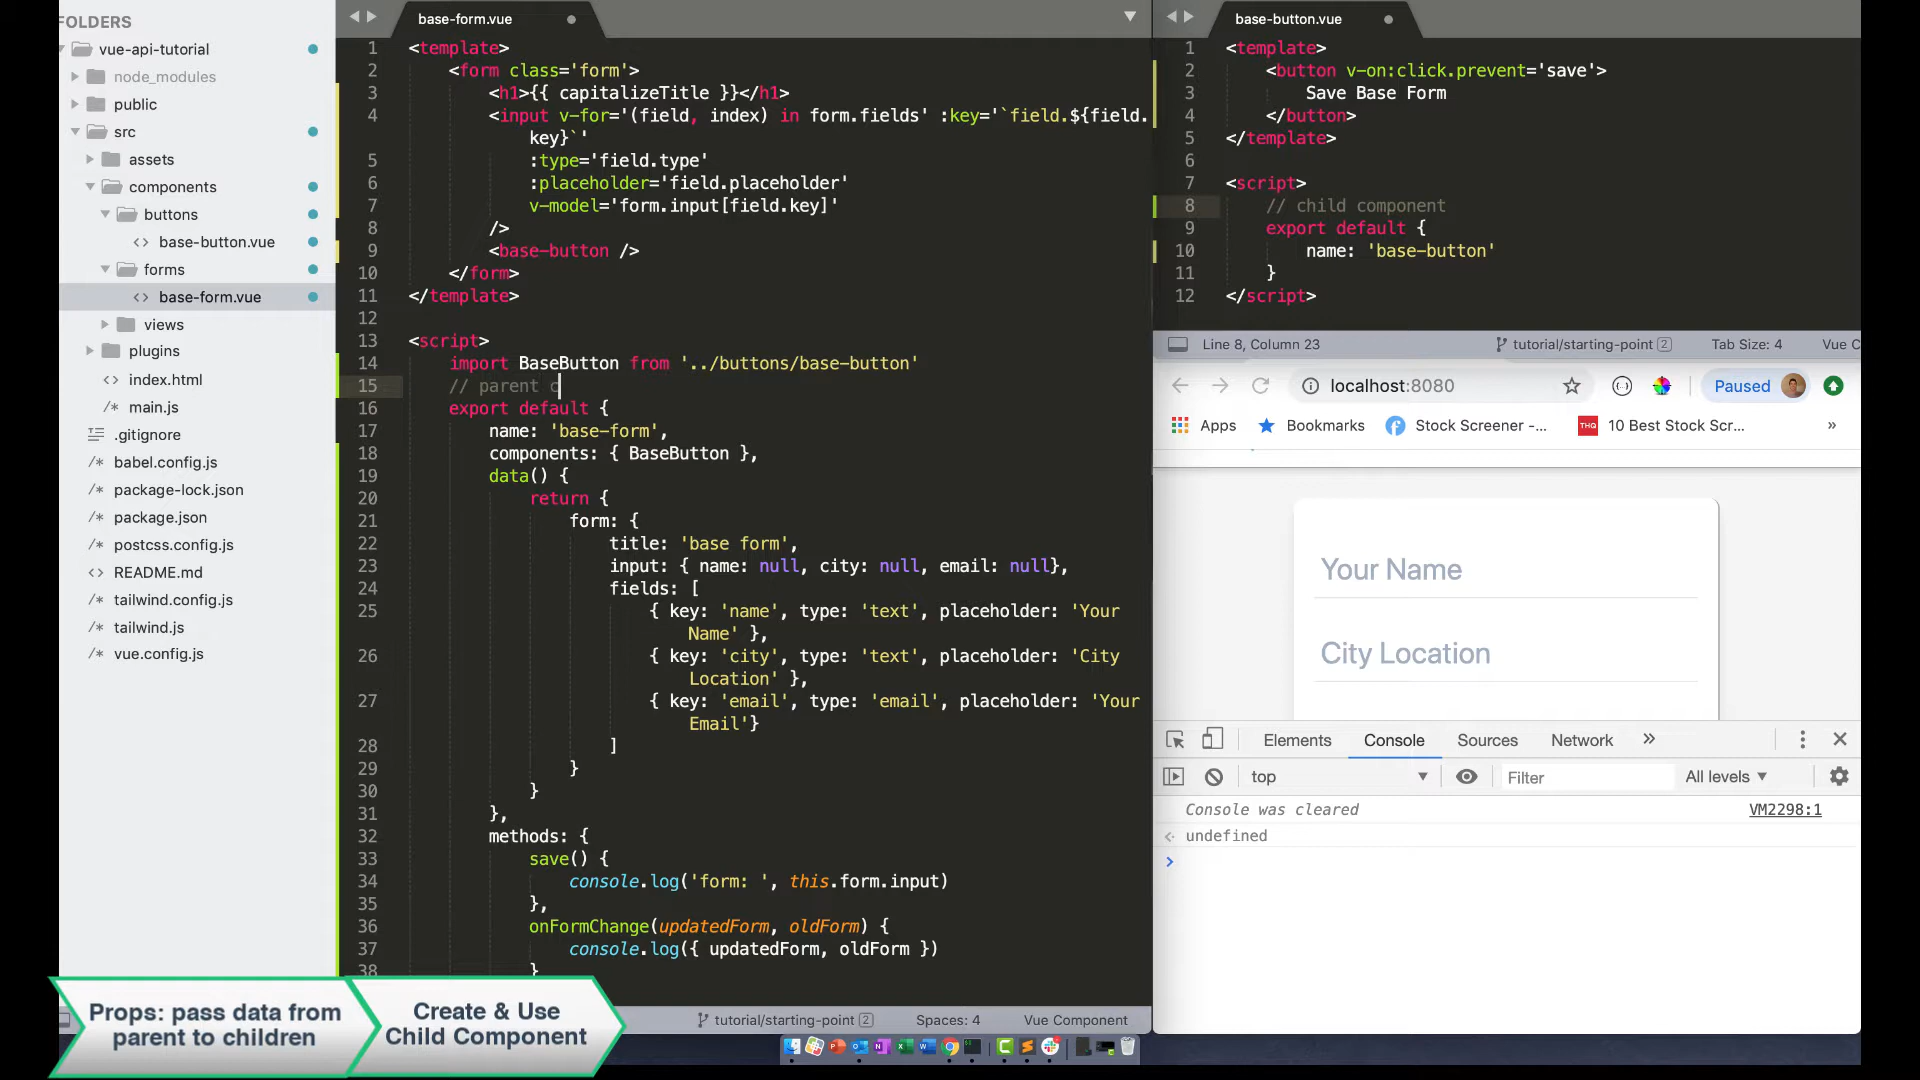 FOLDERS
vue-api-tutorial
node_modules
public
src
assets
components
buttons
<> base-button.vue
forms
<> base-form.vue
views
plugins
<> index.html
/* main.js
.gitignore
/* babel.config.js
/* package-lock.json
/* package.json
/* postcss.config.js
<> README.md
/* tailwind.config.js
/* tailwind.js
/* vue.config.js
base-form.vue
1 <template>
2 <form class='form'>
3 <h1>{{ capitalizeTitle }}</h1>
4 <input v-for='(field, index) in form.fields' :key='`field.${field.
key}`'
5 :type='field.type'
6 :placeholder='field.placeholder'
7 v-model='form.input[field.key]'
8 />
9 <base-button />
10 </form>
11 </template>
12
13 <script>
14 import BaseButton from '../buttons/base-button'
15 // parent c
16 export default {
17 name: 'base-form',
18 components: { BaseButton },
19 data() {
20 return {
21 form: {
22 title: 'base form',
23 input: { name: null, city: null, email: null},
24 fields: [
25 { key: 'name', type: 'text', placeholder: 'Your
Name' },
26 { key: 'city', type: 'text', placeholder: 'City
Location' },
27 { key: 'email', type: 'email', placeholder: 'Your
Email'}
28 ]
29 }
30 }
31 },
32 methods: {
33 save() {
34 console.log('form: ', this.form.input)
35 },
36 onFormChange(updatedForm, oldForm) {
37 console.log({ updatedForm, oldForm })
38 }
tutorial/starting-point 2
Spaces: 4
Vue Component
base-button.vue
1 <template>
2 <button v-on:click.prevent='save'>
3 Save Base Form
4 </button>
5 </template>
6
7 <script>
8 // child component
9 export default {
10 name: 'base-button'
11 }
12 </script>
Line 8, Column 23
tutorial/starting-point 2
Tab Size: 4
Vue C
localhost:8080
Paused
Apps
Bookmarks
Stock Screener -...
THQ 10 Best Stock Scr...
»
Your Name
City Location
Elements Console Sources Network »
top
Filter
All levels
Console was cleared
VM2298:1
undefined
>
Props: pass data from
parent to children
Create & Use
Child Component